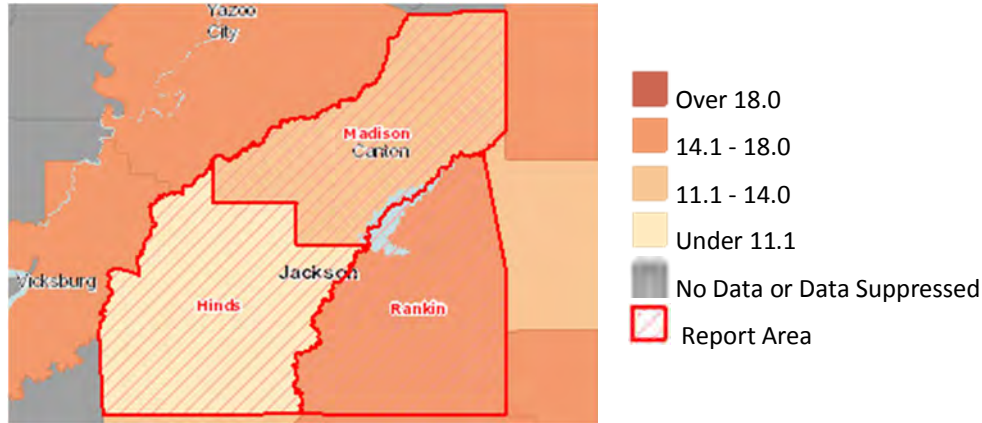 Yazoo
City
Madison
Canton
Jackson
Vicksburg
Hinds
Rankin
Over 18.0
14.1 - 18.0
11.1 - 14.0
Under 11.1
No Data or Data Suppressed
Report Area